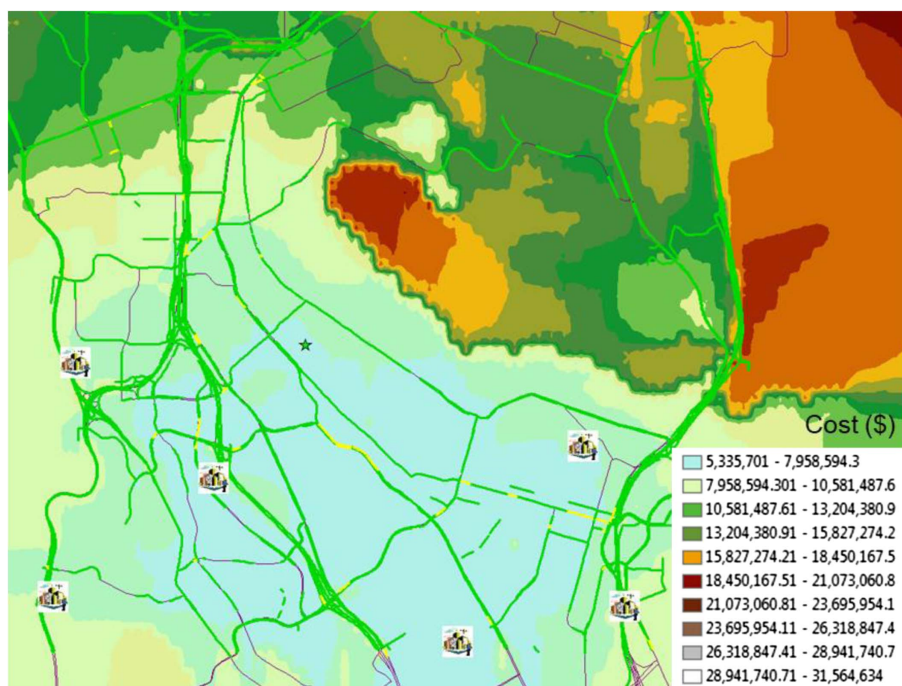 Cost ($)
5,335,701 - 7,958,594.3
7,958,594.301 - 10,581,487.6
10,581,487.61 - 13,204,380.9
13,204,380.91 - 15,827,274.2
15,827,274.21 - 18,450,167.5
18,450,167.51 - 21,073,060.8
21,073,060.81 - 23,695,954.1
23,695,954.11 - 26,318,847.4
26,318,847.41 - 28,941,740.7
28,941,740.71 - 31,564,634